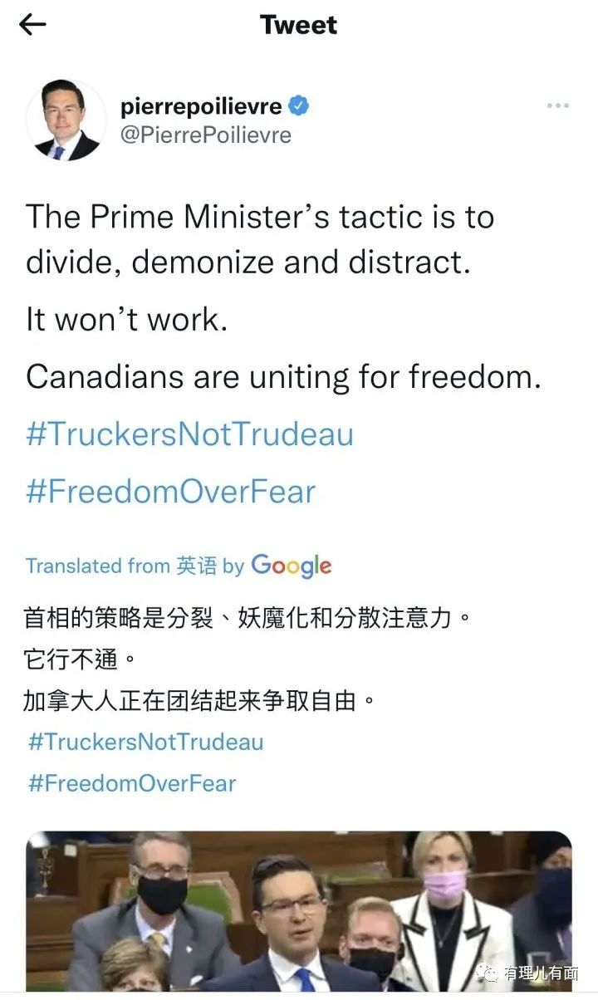 Tweet
pierrepoilievre
@PierrePoilievre
The Prime Minister’s tactic is to
divide, demonize and distract.
It won’t work.
Canadians are uniting for freedom.
#TruckersNotTrudeau
#FreedomOverFear
Translated from 英语 by Google
首相的策略是分裂、妖魔化和分散注意力。
它行不通。
加拿大人正在团结起来争取自由。
#TruckersNotTrudeau
#FreedomOverFear
有理儿有面